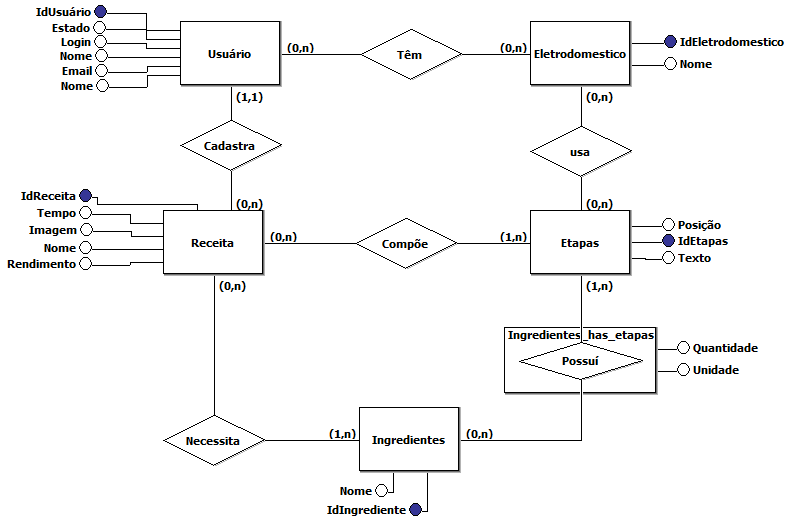 IdUsuário
Estado
Login
Nome
Email
Nome
Usuário
(0,n)
Têm
(0,n)
Eletrodomestico
IdEletrodomestico
Nome
(1,1)
(0,n)
Cadastra
usa
(0,n)
(0,n)
IdReceita
Tempo
Imagem
Nome
Rendimento
Receita
(0,n)
Compõe
(1,n)
Etapas
Posição
IdEtapas
Texto
(0,n)
(1,n)
Ingredientes_has_etapas
Possuí
Quantidade
Unidade
Necessita
(1,n)
Ingredientes
(0,n)
Nome
IdIngrediente